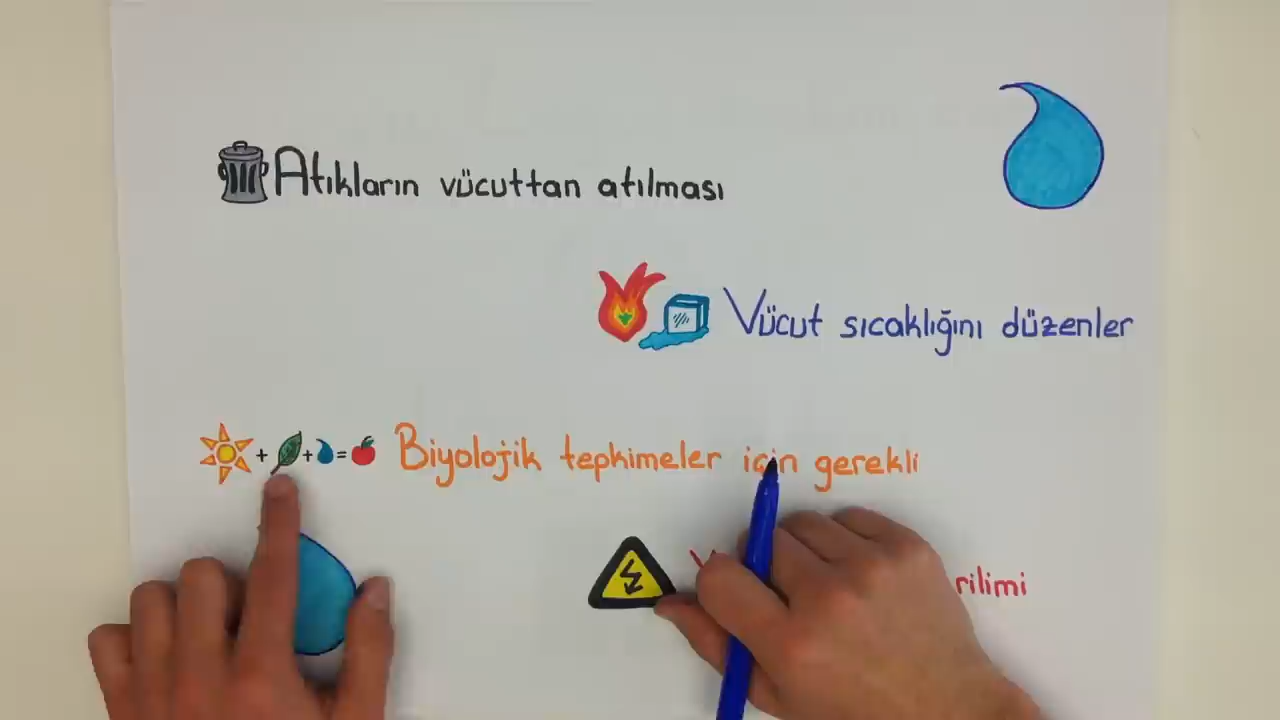 Atıkların vücuttan atılması
Vücut sıcaklığını düzenler
+ + = Biyolojik tepkimeler için gerekli
rilimi